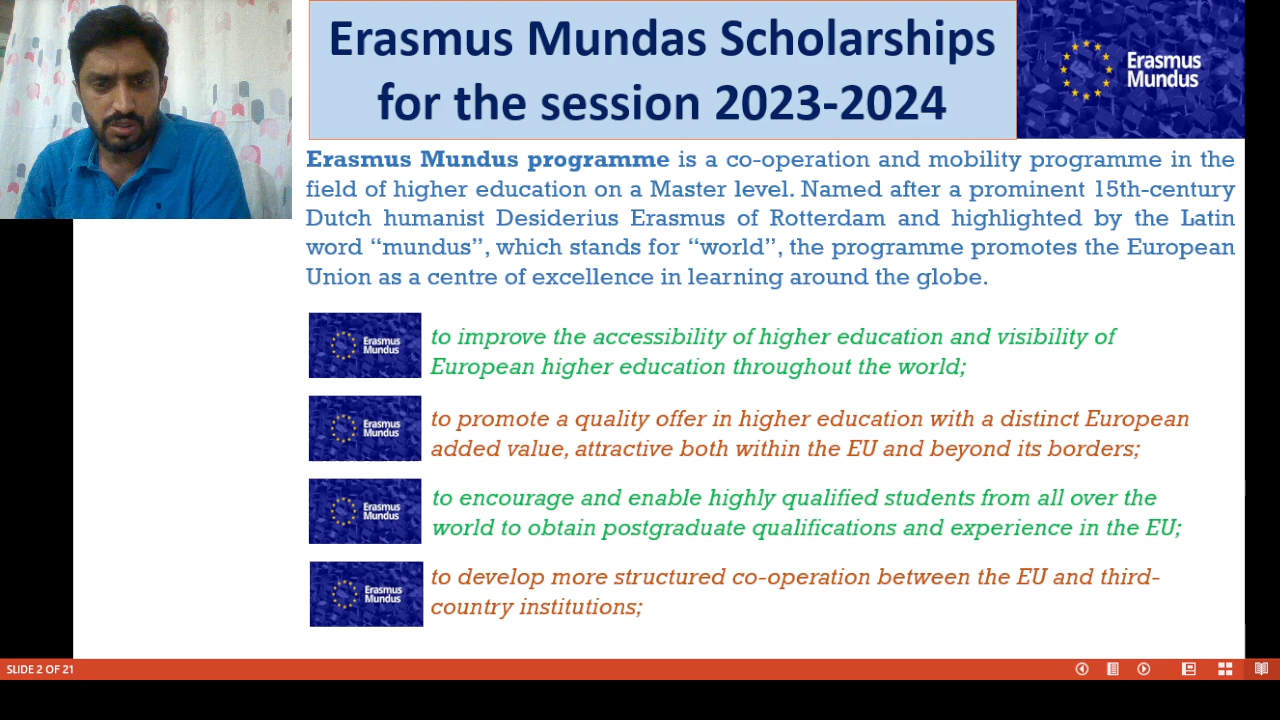 Erasmus Mundas Scholarships
for the session 2023-2024
Erasmus
Mundus
Erasmus Mundus programme is a co-operation and mobility programme in the
field of higher education on a Master level. Named after a prominent 15th-century
Dutch humanist Desiderius Erasmus of Rotterdam and highlighted by the Latin
word “mundus”, which stands for “world”, the programme promotes the European
Union as a centre of excellence in learning around the globe.
Erasmus
Mundus
to improve the accessibility of higher education and visibility of
European higher education throughout the world;
Erasmus
Mundus
to promote a quality offer in higher education with a distinct European
added value, attractive both within the EU and beyond its borders;
Erasmus
Mundus
to encourage and enable highly qualified students from all over the
world to obtain postgraduate qualifications and experience in the EU;
Erasmus
Mundus
to develop more structured co-operation between the EU and third-
country institutions;
SLIDE 2 OF 21